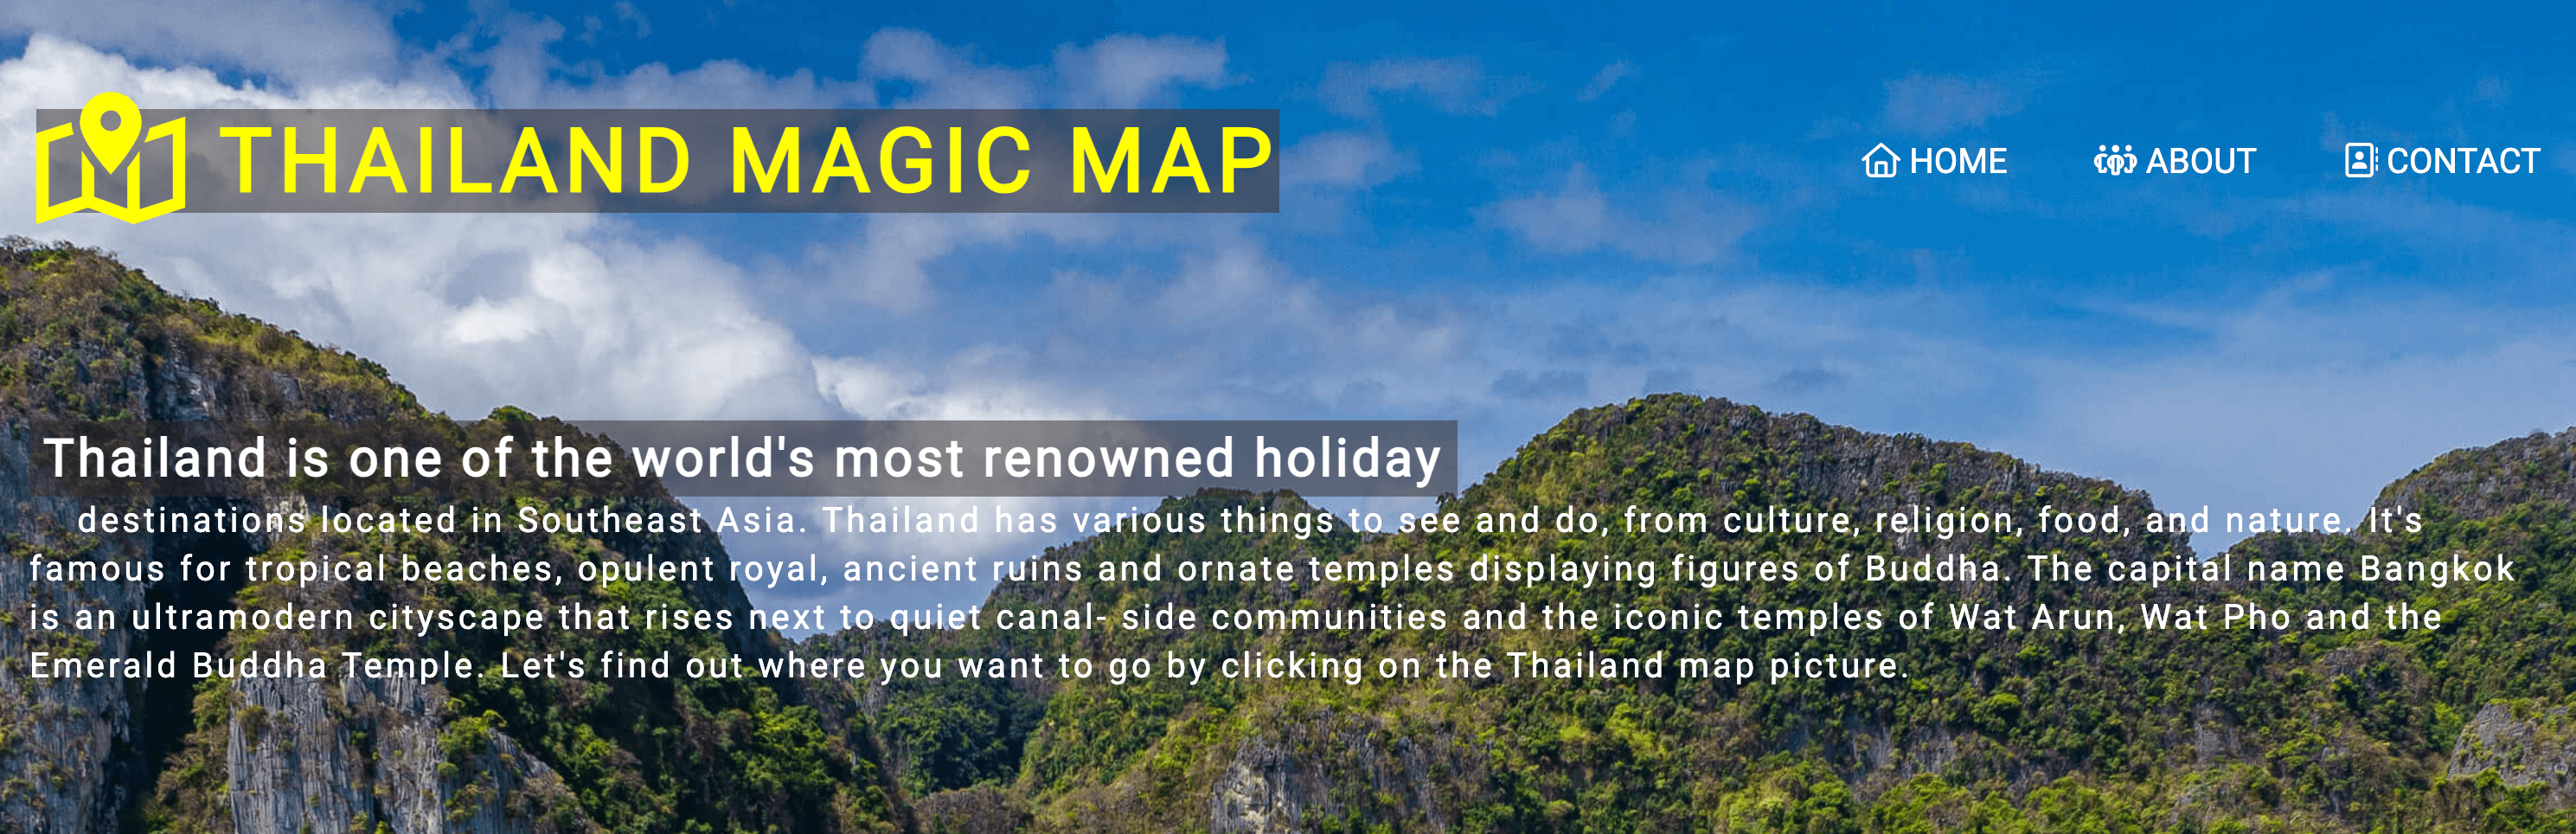 THAILAND MAGIC MAP
HOME
ABOUT
CONTACT
Thailand is one of the world's most renowned holiday
destinations located in Southeast Asia. Thailand has various things to see and do, from culture, religion, food, and nature. It's
famous for tropical beaches, opulent royal, ancient ruins and ornate temples displaying figures of Buddha. The capital name Bangkok
is an ultramodern cityscape that rises next to quiet canal- side communities and the iconic temples of Wat Arun, Wat Pho and the
Emerald Buddha Temple. Let's find out where you want to go by clicking on the Thailand map picture.